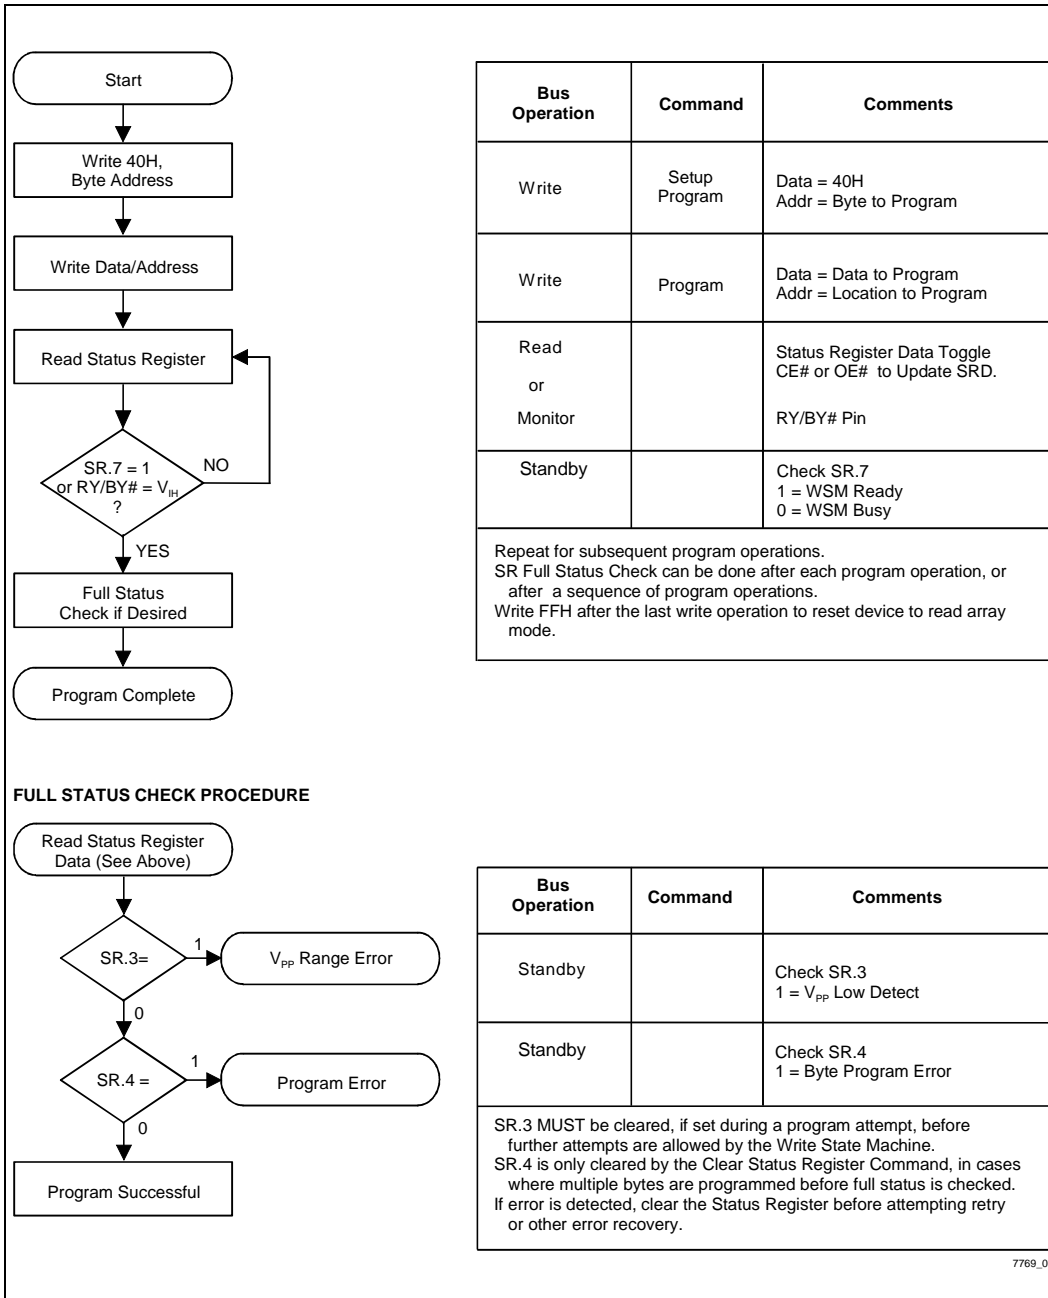 Start
Write 40H,
Byte Address
Write Data/Address
Read Status Register
SR.7 = 1
or RY/BY# = VIH
?
NO
YES
Full Status
Check if Desired
Program Complete
Bus
Operation
Command
Comments
Write
Setup
Program
Data = 40H
Addr = Byte to Program
Write
Program
Data = Data to Program
Addr = Location to Program
Read
or
Monitor
Status Register Data Toggle
CE# or OE# to Update SRD.
RY/BY# Pin
Standby
Check SR.7
1 = WSM Ready
0 = WSM Busy
Repeat for subsequent program operations.
SR Full Status Check can be done after each program operation, or
after a sequence of program operations.
Write FFH after the last write operation to reset device to read array
mode.
FULL STATUS CHECK PROCEDURE
Read Status Register
Data (See Above)
SR.3=
1
VPP Range Error
0
SR.4 =
1
Program Error
0
Program Successful
Bus
Operation
Command
Comments
Standby
Check SR.3
1 = VPP Low Detect
Standby
Check SR.4
1 = Byte Program Error
SR.3 MUST be cleared, if set during a program attempt, before
further attempts are allowed by the Write State Machine.
SR.4 is only cleared by the Clear Status Register Command, in cases
where multiple bytes are programmed before full status is checked.
If error is detected, clear the Status Register before attempting retry
or other error recovery.
7769_0